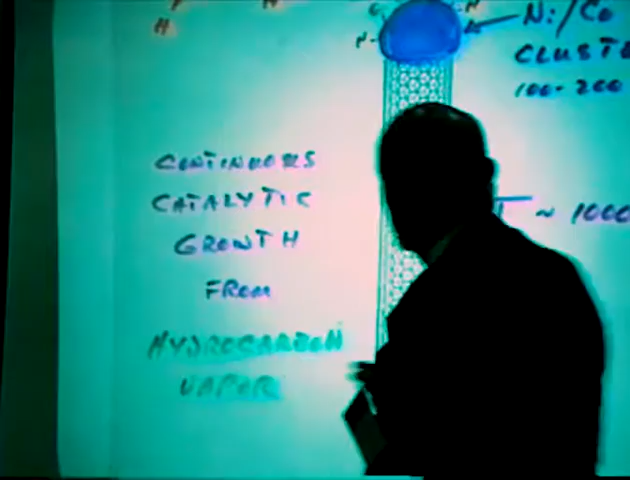 H
Ni/Co
CLUSTE
100-200
CONTINUOUS
CATALYTIC
GROWTH
FROM
HYDROCARBON
VAPOR
T ~ 1000